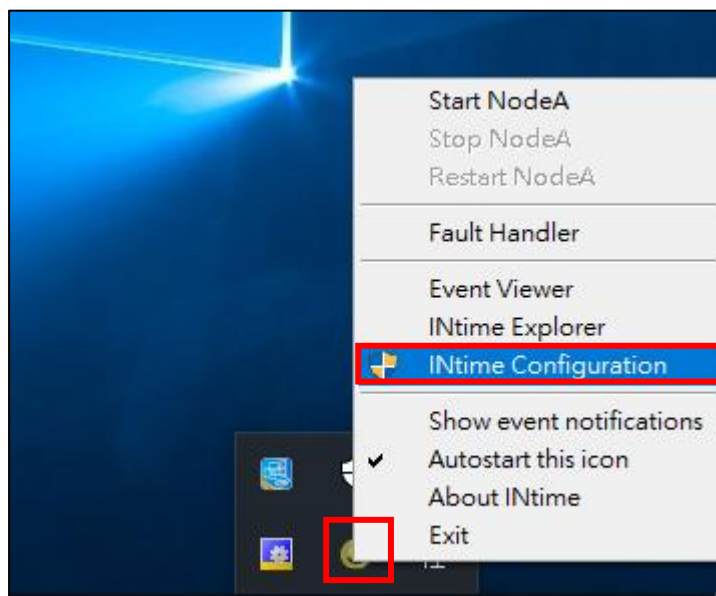 Start NodeA
Stop NodeA
Restart NodeA
Fault Handler
Event Viewer
INtime Explorer
INtime Configuration
Show event notifications
Autostart this icon
About INtime
Exit